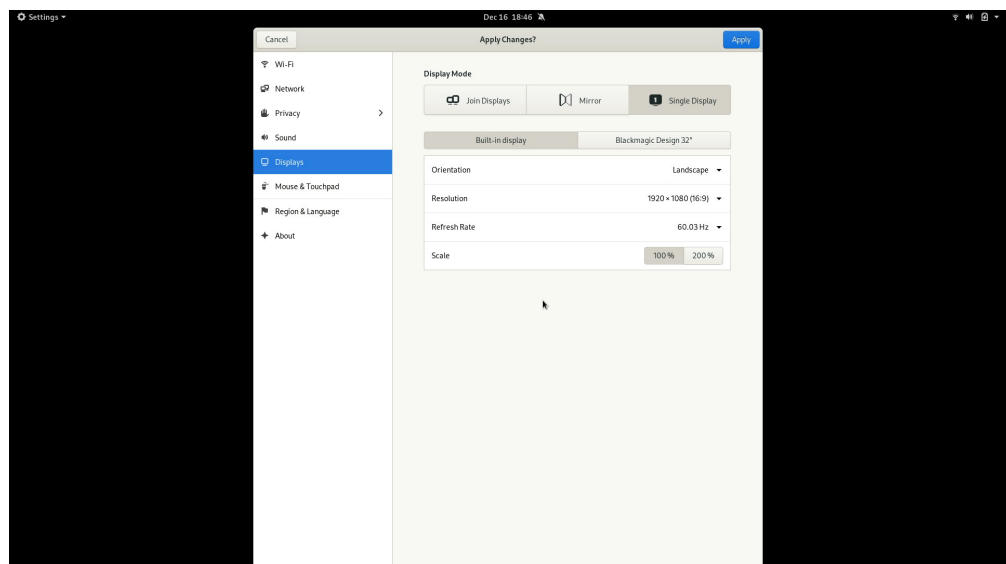 Settings
Dec 16 18:46
Cancel
Apply Changes?
Apply
Wi-Fi
Network
Privacy
Sound
Displays
Mouse & Touchpad
Region & Language
About
Display Mode
Join Displays
Mirror
1 Single Display
Built-in display
Blackmagic Design 32"
Orientation Landscape
Resolution 1920 × 1080 (16:9)
Refresh Rate 60.03 Hz
Scale 100 % 200 %